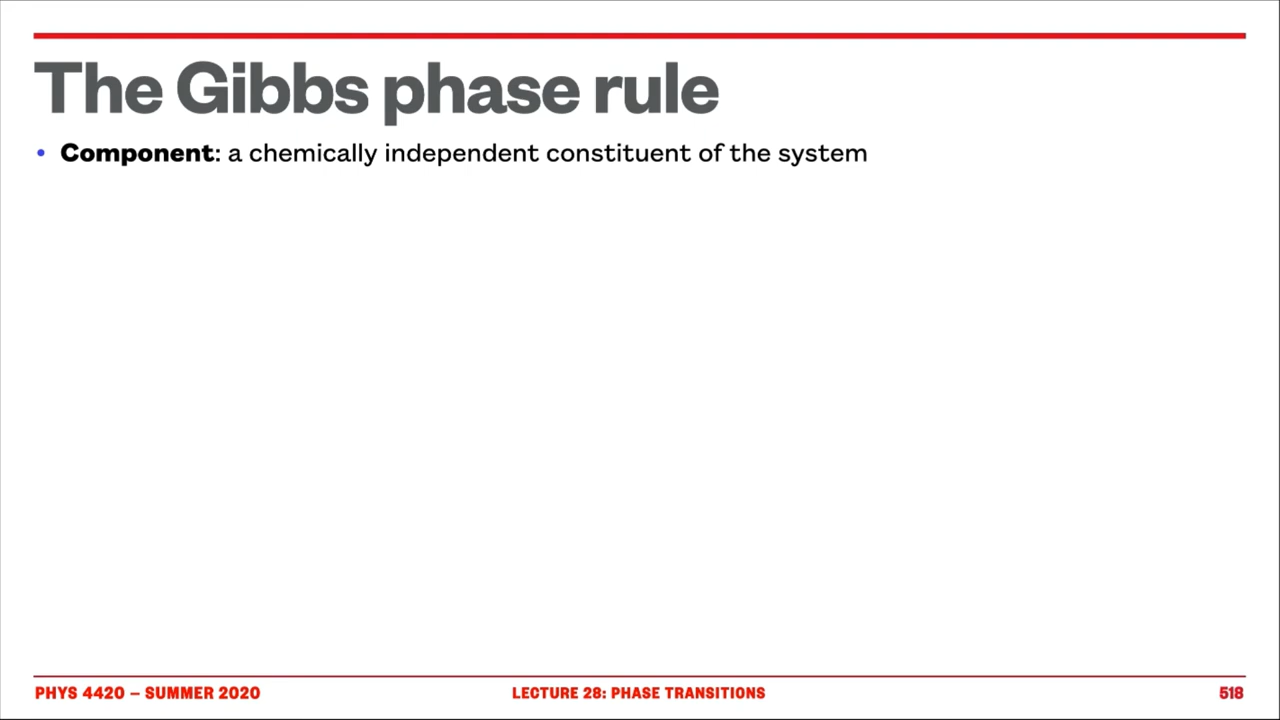 The Gibbs phase rule
• Component: a chemically independent constituent of the system
PHYS 4420 – SUMMER 2020
LECTURE 28: PHASE TRANSITIONS
518